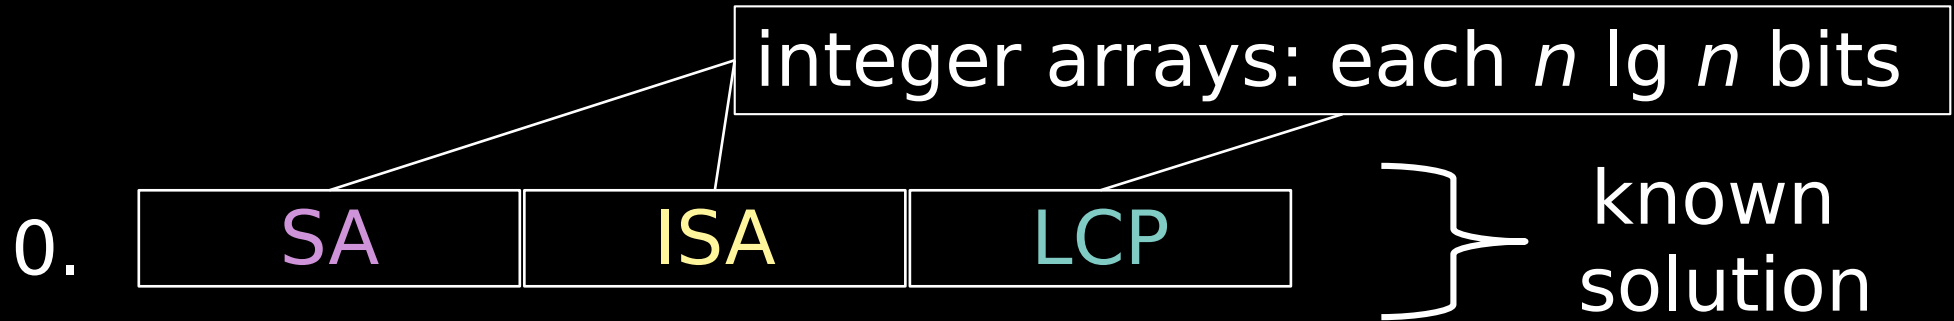 integer arrays: each n lg n bits
0. SA ISA LCP
known
solution